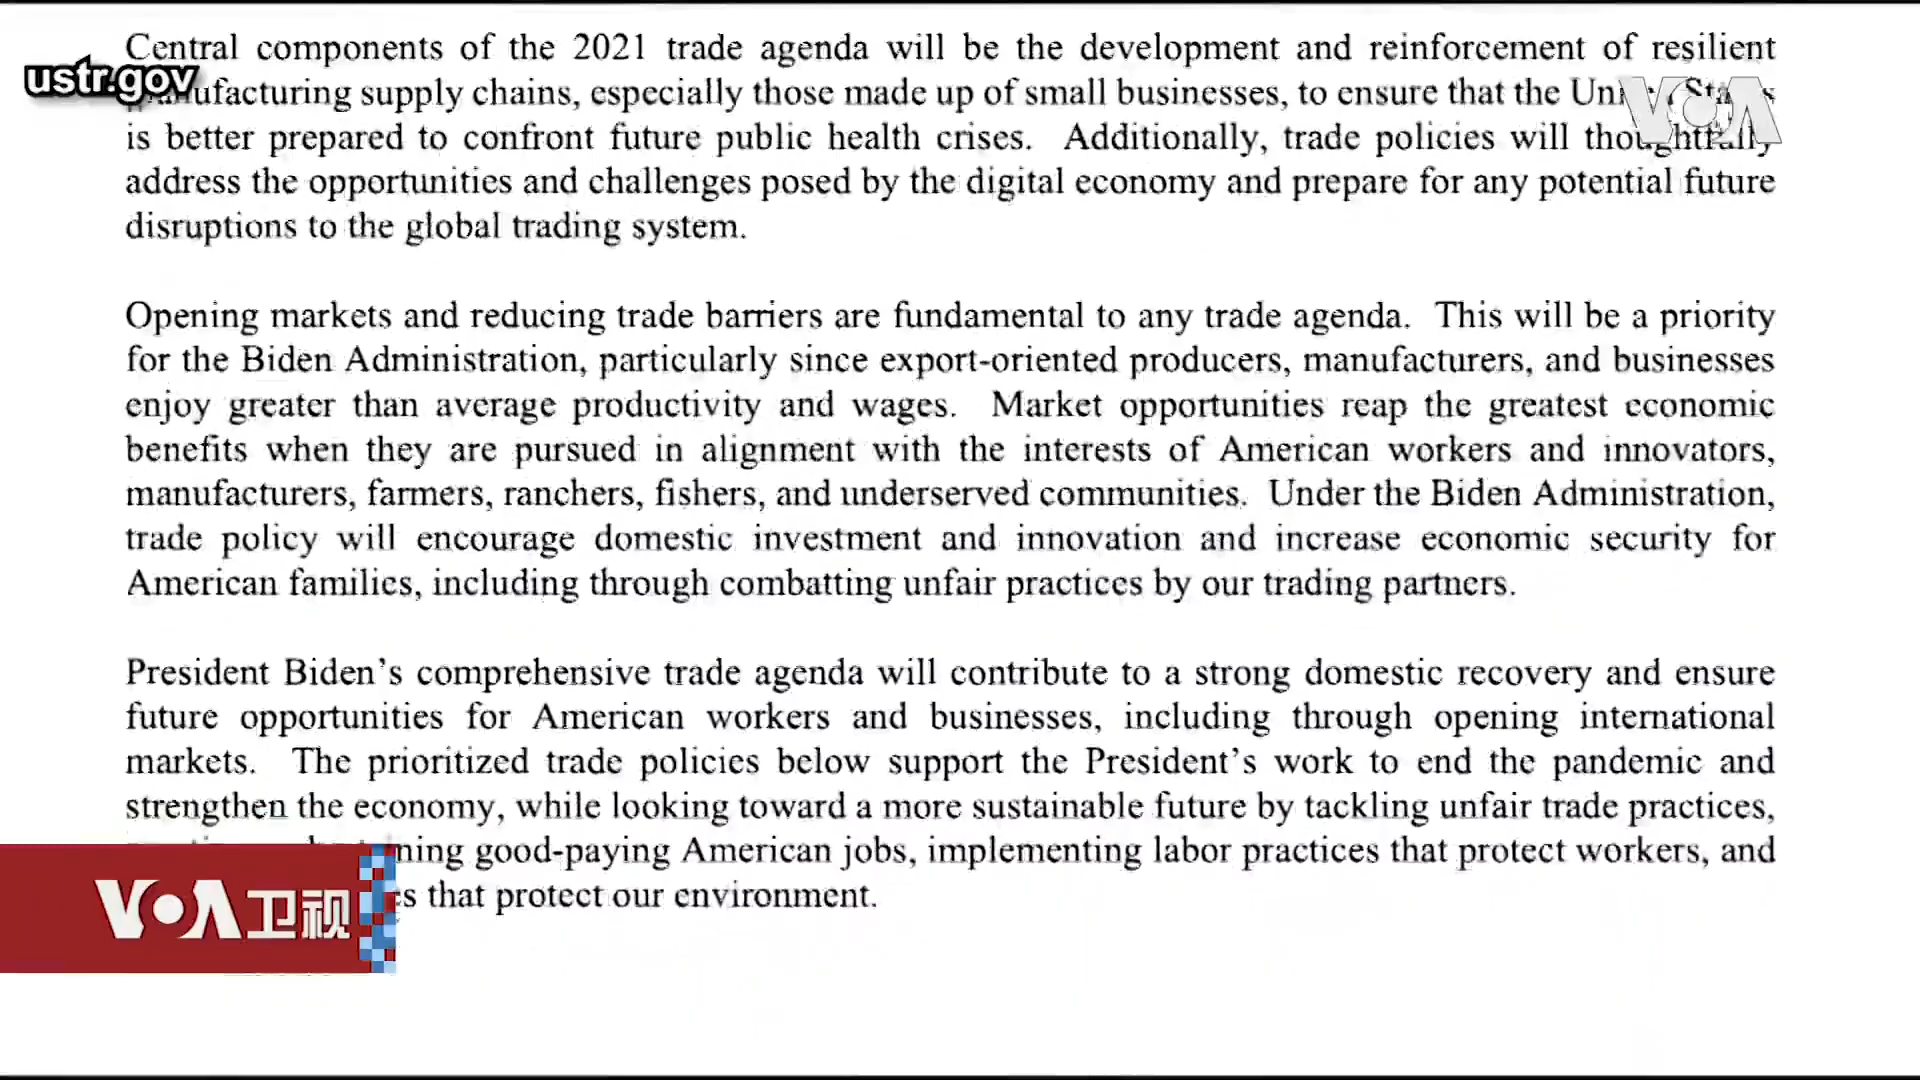 Central components of the 2021 trade agenda will be the development and reinforcement of resilient
ustr.gov
supply chains, especially those made up of small businesses, to ensure that the
VOA
is better prepared to confront future public health crises. Additionally, trade policies will
address the opportunities and challenges posed by the digital economy and prepare for any potential future
disruptions to the global trading system.
Opening markets and reducing trade barriers are fundamental to any trade agenda. This will be a priority
for the Biden Administration, particularly since export-oriented producers, manufacturers, and businesses
enjoy greater than average productivity and wages. Market opportunities reap the greatest economic
benefits when they are pursued in alignment with the interests of American workers and innovators,
manufacturers, farmers, ranchers, fishers, and underserved communities. Under the Biden Administration,
trade policy will encourage domestic investment and innovation and increase economic security for
American families, including through combatting unfair practices by our trading partners.
President Biden's comprehensive trade agenda will contribute to a strong domestic recovery and ensure
future opportunities for American workers and businesses, including through opening international
markets. The prioritized trade policies below support the President's work to end the pandemic and
strengthen the economy, while looking toward a more sustainable future by tackling unfair trade practices,
good-paying American jobs, implementing labor practices that protect workers, and
that protect our environment.
VOA卫视